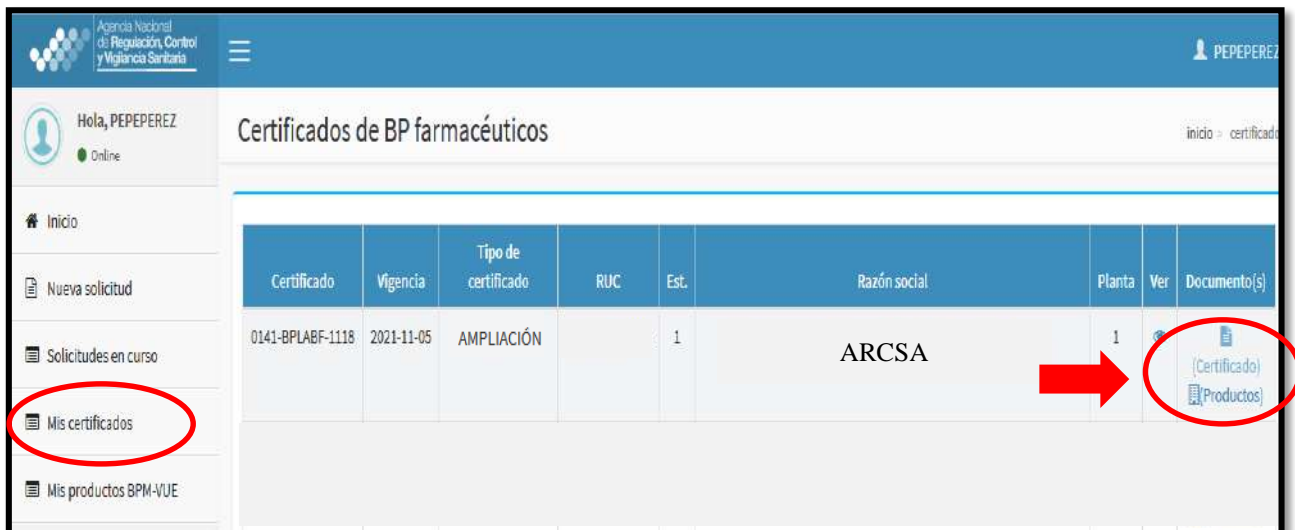 Agencia Nacional
de Regulación, Control
y Vigilancia Sanitaria
PEPEPEREZ
Hola, PEPEPEREZ
Online
Certificados de BP farmacéuticos
inicio > certificado
Inicio
Nueva solicitud
Solicitudes en curso
Mis certificados
Mis productos BPM-VUE
Certificado Vigencia Tipo de certificado RUC Est. Razón social Planta Ver Documento(s)
0141-BPLABF-1118 2021-11-05 AMPLIACIÓN 1 ARCSA 1
(Certificado)
(Productos)